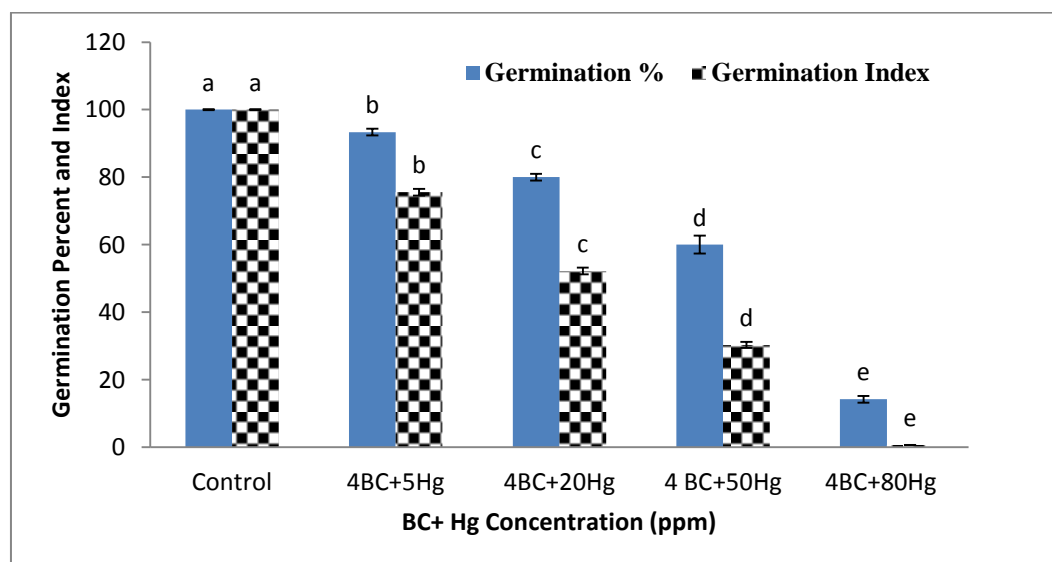 120
100
80
60
40
20
0
Germination Percent and Index
Germination % Germination Index
a a b b c c d d e e
Control 4BC+5Hg 4BC+20Hg 4 BC+50Hg 4BC+80Hg
BC+ Hg Concentration (ppm)